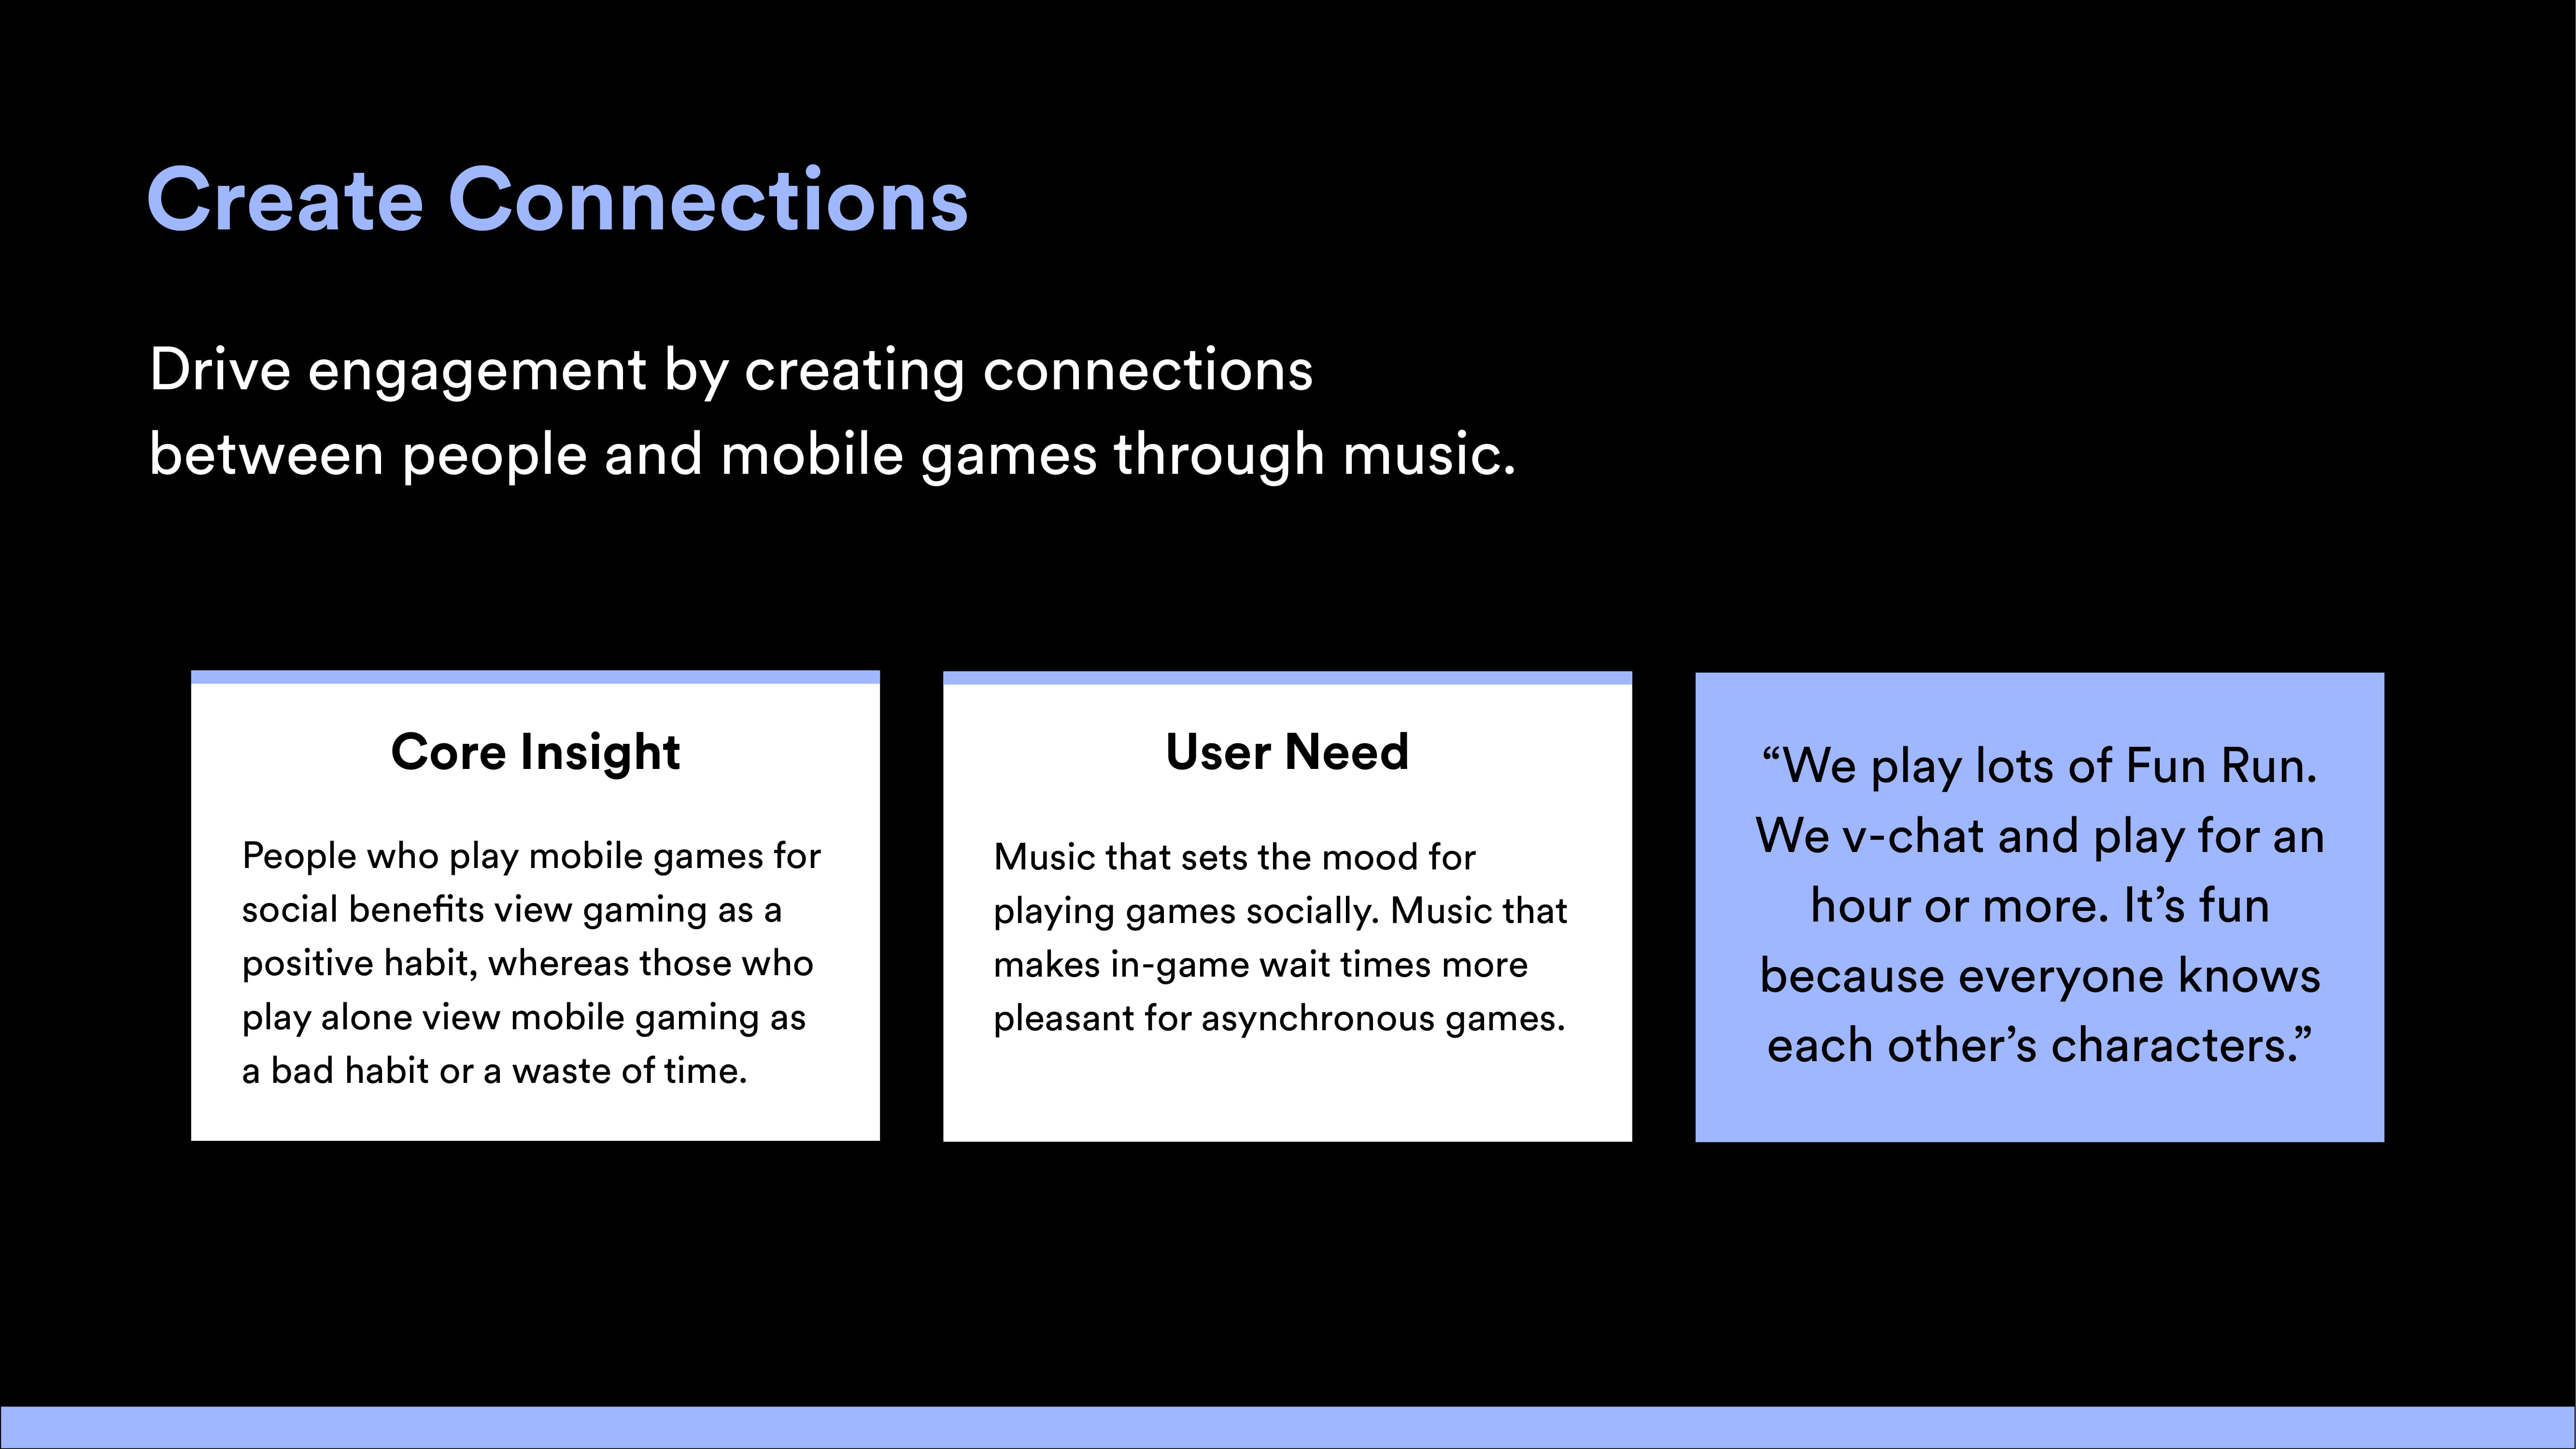 Create Connections
Drive engagement by creating connections
between people and mobile games through music.
Core Insight
People who play mobile games for
social benefits view gaming as a
positive habit, whereas those who
play alone view mobile gaming as
a bad habit or a waste of time.
User Need
Music that sets the mood for
playing games socially. Music that
makes in-game wait times more
pleasant for asynchronous games.
“We play lots of Fun Run.
We v-chat and play for an
hour or more. It’s fun
because everyone knows
each other’s characters.”